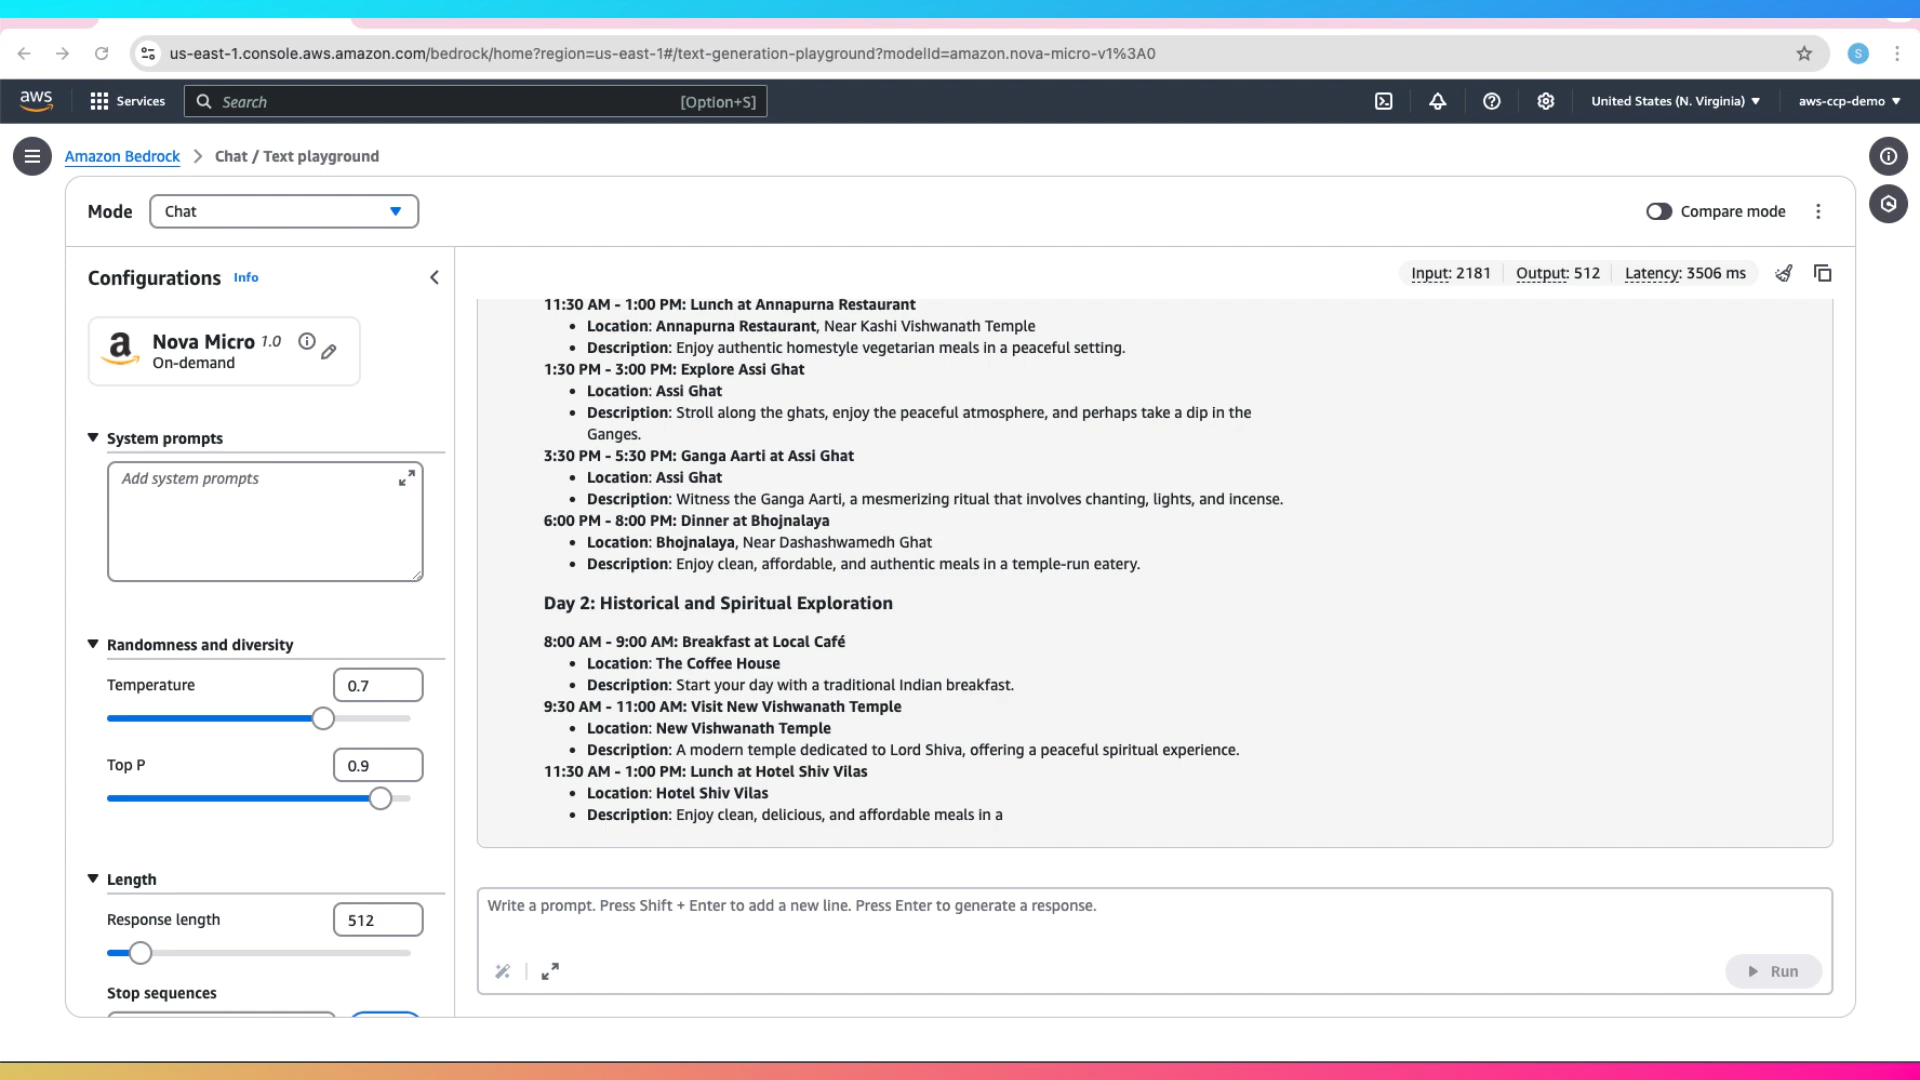 us-east-1.console.aws.amazon.com/bedrock/home?region=us-east-1#/text-generation-playground?modelId=amazon.nova-micro-v1%3A0
S
aws
Services
Search
[Option+S]
United States (N. Virginia)
aws-ccp-demo
Amazon Bedrock
Chat / Text playground
Mode
Chat
Compare mode
Configurations
Info
Input: 2181
Output: 512
Latency: 3506 ms
a
Nova Micro 1.0
On-demand
System prompts
Add system prompts
Randomness and diversity
Temperature
0.7
Top P
0.9
Length
Response length
512
Stop sequences
11:30 AM - 1:00 PM: Lunch at Annapurna Restaurant
• Location: Annapurna Restaurant, Near Kashi Vishwanath Temple
• Description: Enjoy authentic homestyle vegetarian meals in a peaceful setting.
1:30 PM - 3:00 PM: Explore Assi Ghat
• Location: Assi Ghat
• Description: Stroll along the ghats, enjoy the peaceful atmosphere, and perhaps take a dip in the
Ganges.
3:30 PM - 5:30 PM: Ganga Aarti at Assi Ghat
• Location: Assi Ghat
• Description: Witness the Ganga Aarti, a mesmerizing ritual that involves chanting, lights, and incense.
6:00 PM - 8:00 PM: Dinner at Bhojnalaya
• Location: Bhojnalaya, Near Dashashwamedh Ghat
• Description: Enjoy clean, affordable, and authentic meals in a temple-run eatery.
Day 2: Historical and Spiritual Exploration
8:00 AM - 9:00 AM: Breakfast at Local Café
• Location: The Coffee House
• Description: Start your day with a traditional Indian breakfast.
9:30 AM - 11:00 AM: Visit New Vishwanath Temple
• Location: New Vishwanath Temple
• Description: A modern temple dedicated to Lord Shiva, offering a peaceful spiritual experience.
11:30 AM - 1:00 PM: Lunch at Hotel Shiv Vilas
• Location: Hotel Shiv Vilas
• Description: Enjoy clean, delicious, and affordable meals in a
Write a prompt. Press Shift + Enter to add a new line. Press Enter to generate a response.
Run